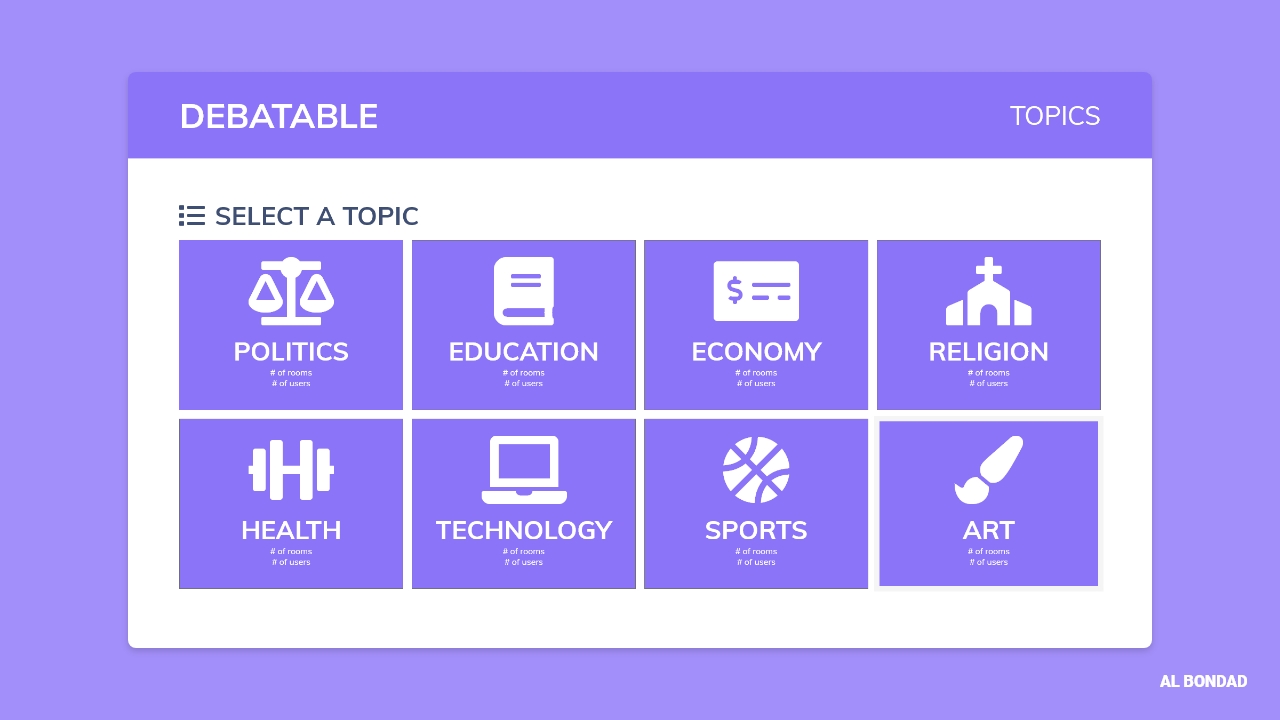 DEBATABLE
TOPICS
SELECT A TOPIC
POLITICS
# of rooms
# of users
EDUCATION
# of rooms
# of users
ECONOMY
# of rooms
# of users
RELIGION
# of rooms
# of users
HEALTH
# of rooms
# of users
TECHNOLOGY
# of rooms
# of users
SPORTS
# of rooms
# of users
ART
# of rooms
# of users
AL BONDAD